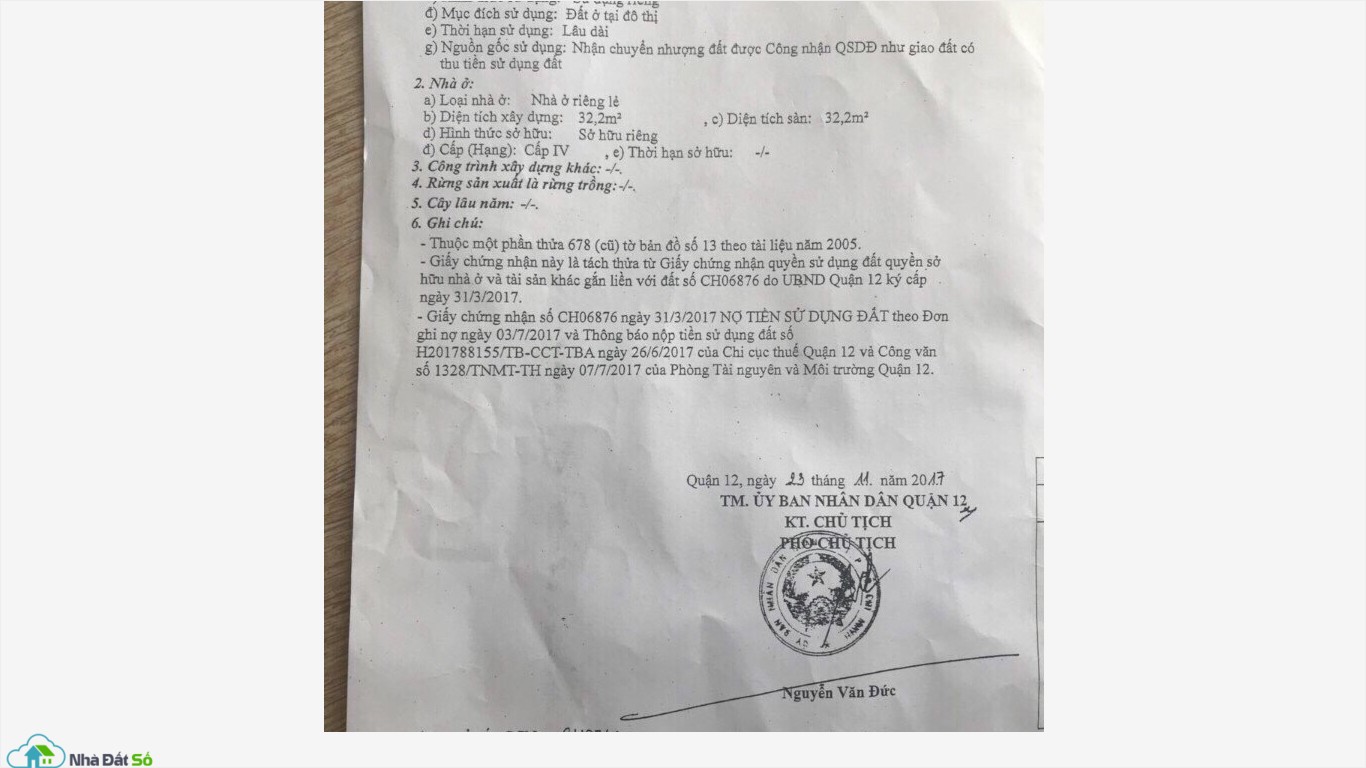 Sử dụng riêng
đ) Mục đích sử dụng: Đất ở tại đô thị
e) Thời hạn sử dụng: Lâu dài
g) Nguồn gốc sử dụng: Nhận chuyển nhượng đất được Công nhận QSDĐ như giao đất có
thu tiền sử dụng đất
2. Nhà ở:
a) Loại nhà ở: Nhà ở riêng lẻ
b) Diện tích xây dựng: 32,2m² , c) Diện tích sàn: 32,2m²
d) Hình thức sở hữu: Sở hữu riêng
đ) Cấp (Hạng): Cấp IV , e) Thời hạn sở hữu: -/-
3. Công trình xây dựng khác: -/-.
4. Rừng sản xuất là rừng trồng: -/-.
5. Cây lâu năm: -/-.
6. Ghi chú:
- Thuộc một phần thửa 678 (cũ) tờ bản đồ số 13 theo tài liệu năm 2005.
- Giấy chứng nhận này là tách thửa từ Giấy chứng nhận quyền sử dụng đất quyền sở
hữu nhà ở và tài sản khác gắn liền với đất số CH06876 do UBND Quận 12 ký cấp
ngày 31/3/2017.
- Giấy chứng nhận số CH06876 ngày 31/3/2017 NỢ TIỀN SỬ DỤNG ĐẤT theo Đơn
ghi nợ ngày 03/7/2017 và Thông báo nộp tiền sử dụng đất số
H201788155/TB-CCT-TBA ngày 26/6/2017 của Chi cục thuế Quận 12 và Công văn
số 1328/TNMT-TH ngày 07/7/2017 của Phòng Tài nguyên và Môi trường Quận 12.
Quận 12, ngày 23 tháng 11. năm 2017
TM. ỦY BAN NHÂN DÂN QUẬN 12
KT. CHỦ TỊCH
PHÓ CHỦ TỊCH
Nguyễn Văn Đức
Nhà Đất Số